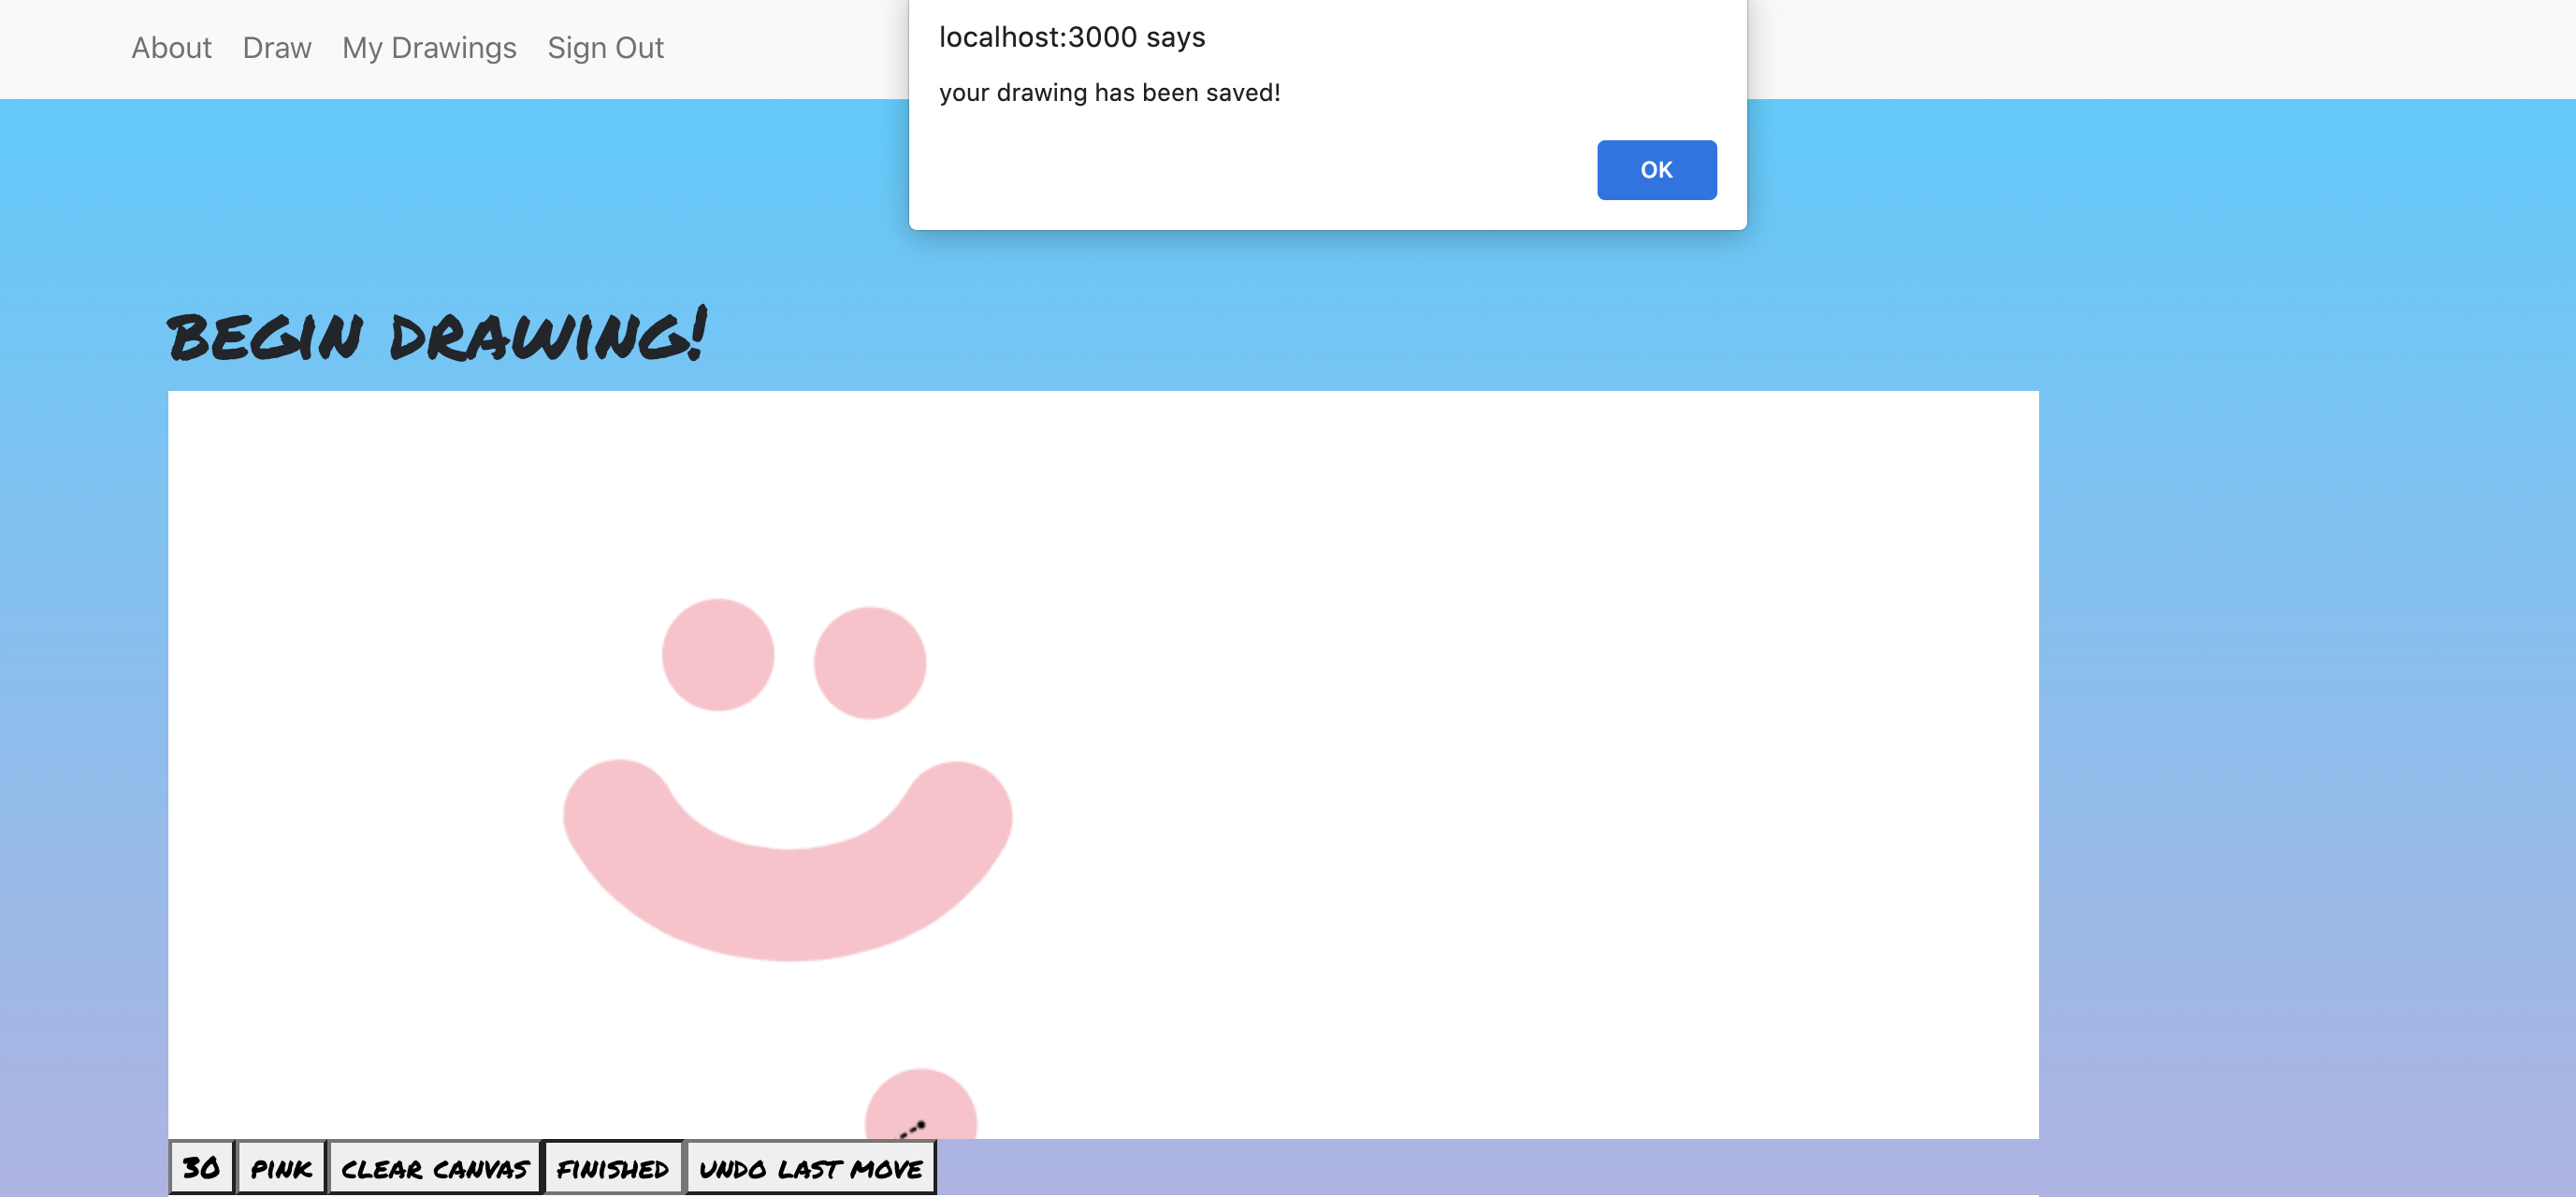 About Draw My Drawings Sign Out
localhost:3000 says
your drawing has been saved!
OK
BEGIN DRAWING!
30 PINK CLEAR CANVAS FINISHED UNDO LAST MOVE